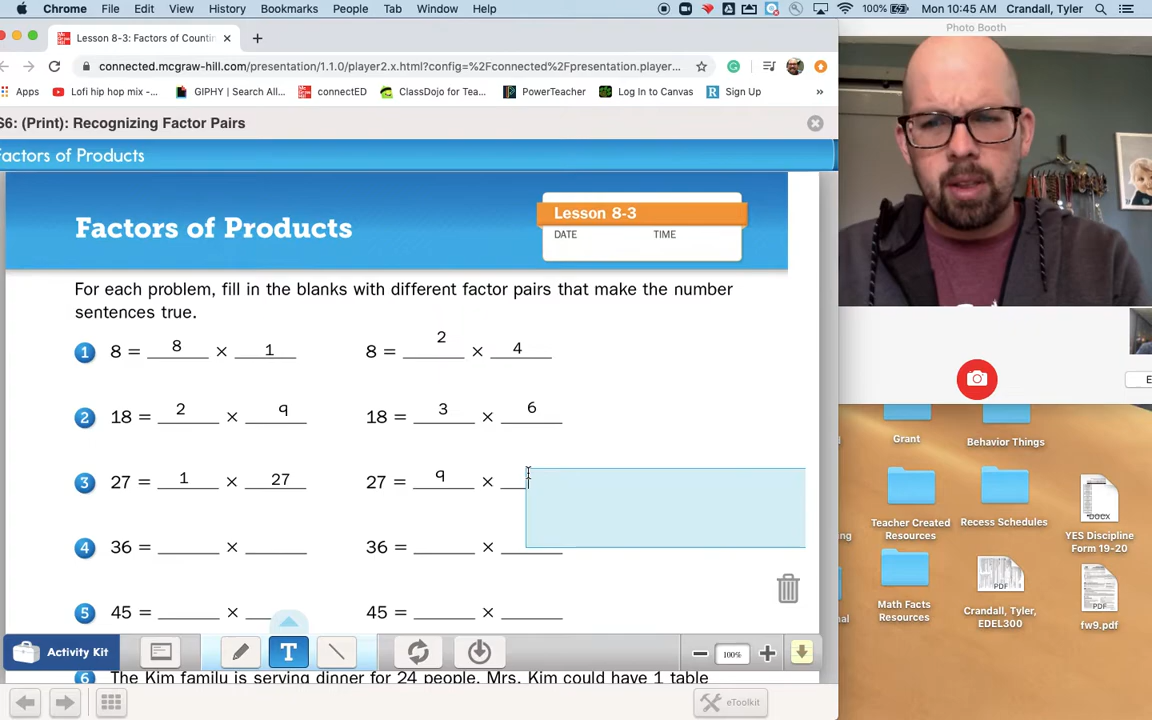 Chrome File Edit View History Bookmarks People Tab Window Help 100% Mon 10:45 AM Crandall, Tyler
Lesson 8-3: Factors of Countin
Photo Booth
connected.mcgraw-hill.com/presentation/1.1.0/player2.x.html?config=%2Fconnected%2Fpresentation.player...
Apps Lofi hip hop mix -... GIPHY | Search All... connectED ClassDojo for Tea... PowerTeacher Log In to Canvas Sign Up »
S6: (Print): Recognizing Factor Pairs
Factors of Products
Factors of Products
Lesson 8-3
DATE TIME
For each problem, fill in the blanks with different factor pairs that make the number
sentences true.
1 8 = 8 × 1 8 = 2 × 4
2 18 = 2 × 9 18 = 3 × 6
3 27 = 1 × 27 27 = 9 ×
4 36 = × 36 = ×
5 45 = × 45 = ×
6 The Kim family is serving dinner for 24 people. Mrs. Kim could have 1 table
Activity Kit T 100%
eToolkit
E
Grant
Behavior Things
Teacher Created
Resources
Recess Schedules
DOCX
YES Discipline
Form 19-20
Math Facts
Resources
PDF
Crandall, Tyler,
EDEL300
PDF
fw9.pdf